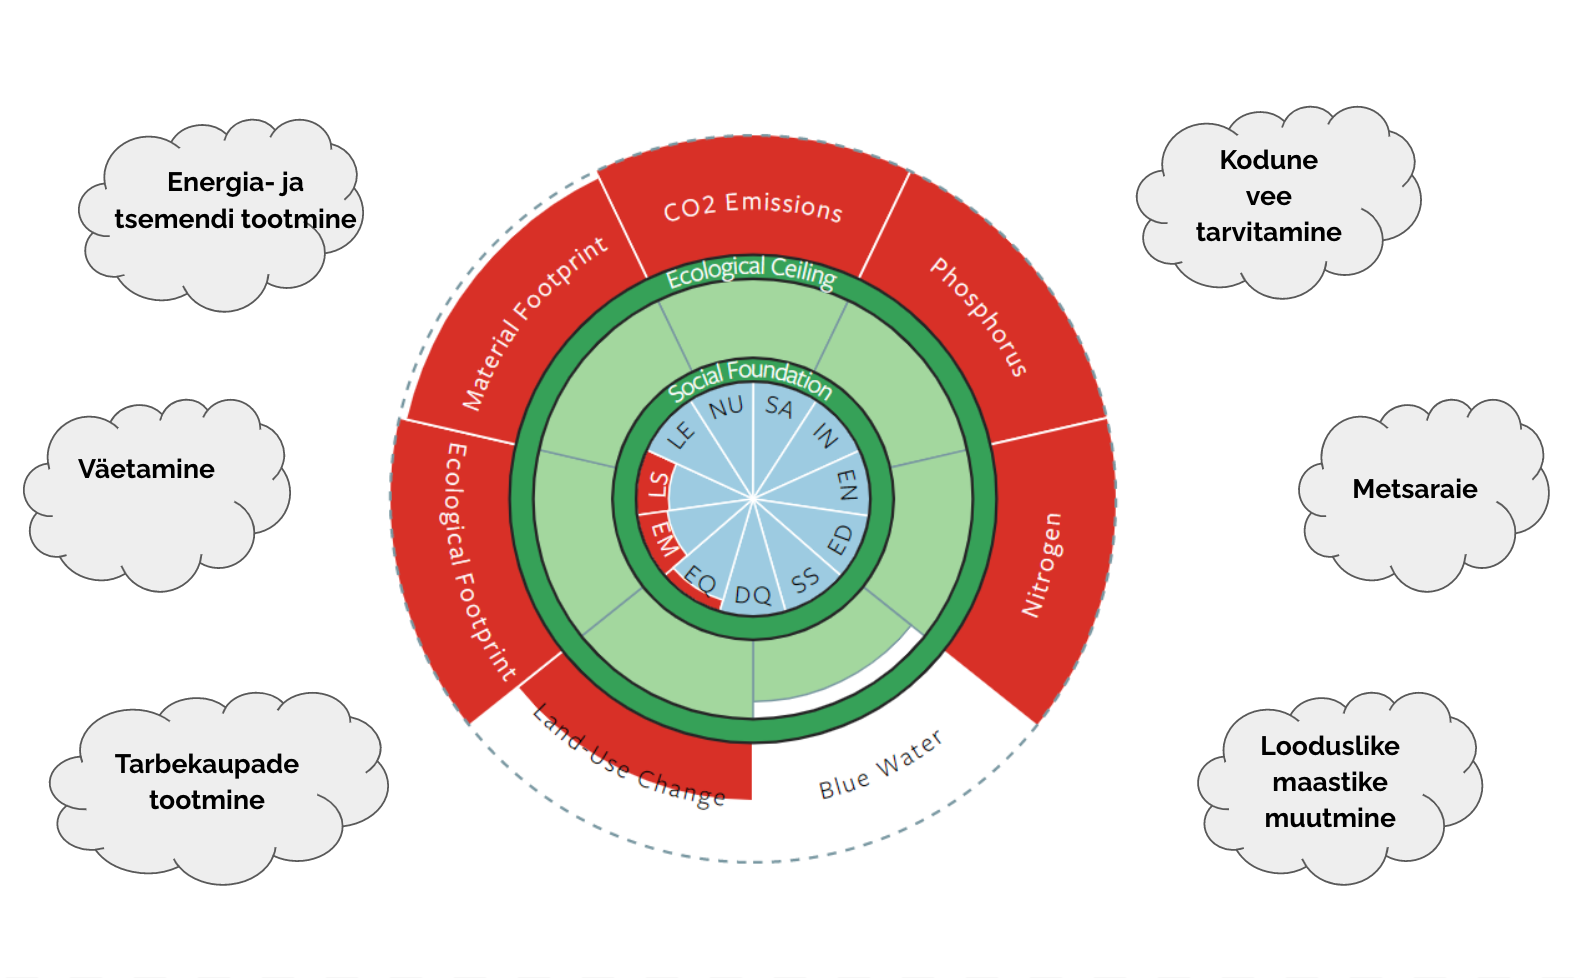 Energia- ja
tsemendi tootmine
Väetamine
Tarbekaupade
tootmine
CO2 Emissions
Phosphorus
Nitrogen
Blue Water
Land-Use Change
Ecological Footprint
Material Footprint
Ecological Ceiling
Social Foundation
SA
IN
EN
ED
SS
DQ
EQ
EM
LS
LE
NU
Kodune
vee
tarvitamine
Metsaraie
Looduslike
maastike
muutmine